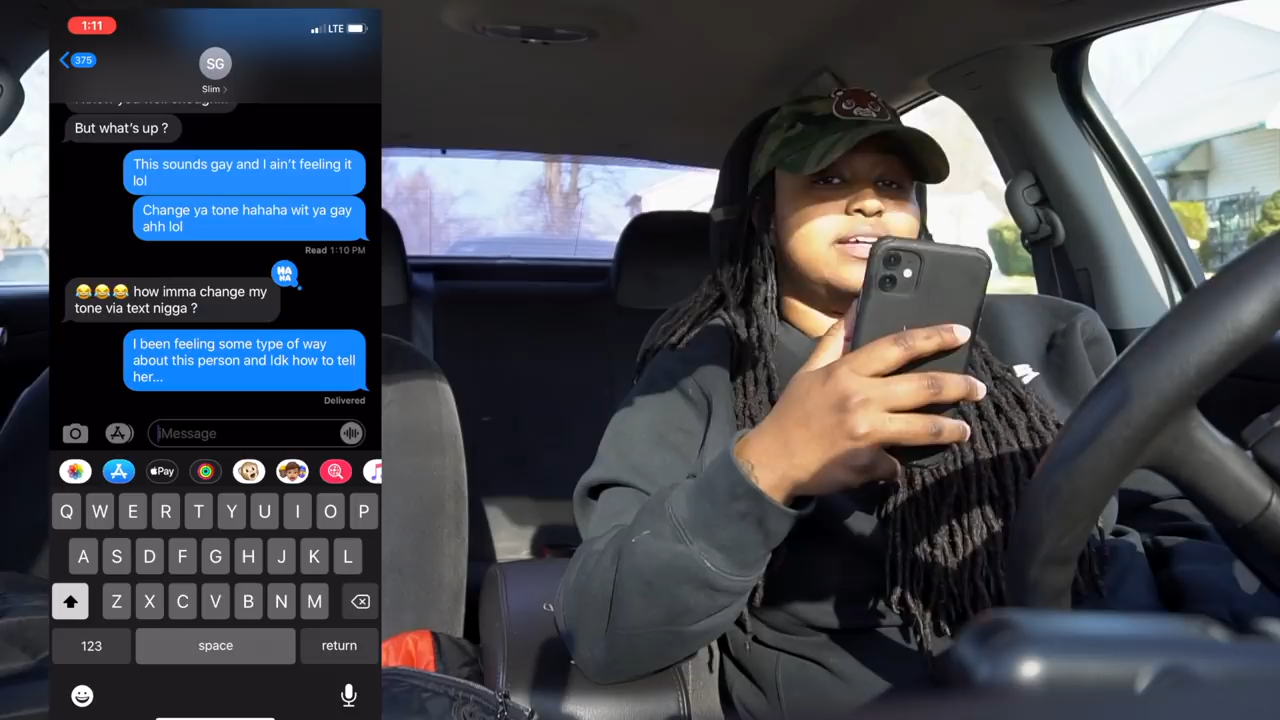 1:11
LTE
375
SG
Slim
But what's up ?
This sounds gay and I ain't feeling it
lol
Change ya tone hahaha wit ya gay
ahh lol
Read 1:10 PM
HA
HA
😂😂😂 how imma change my
tone via text nigga ?
I been feeling some type of way
about this person and Idk how to tell
her...
Delivered
iMessage
Pay
Q W E R T Y U I O P
A S D F G H J K L
Z X C V B N M
123 space return